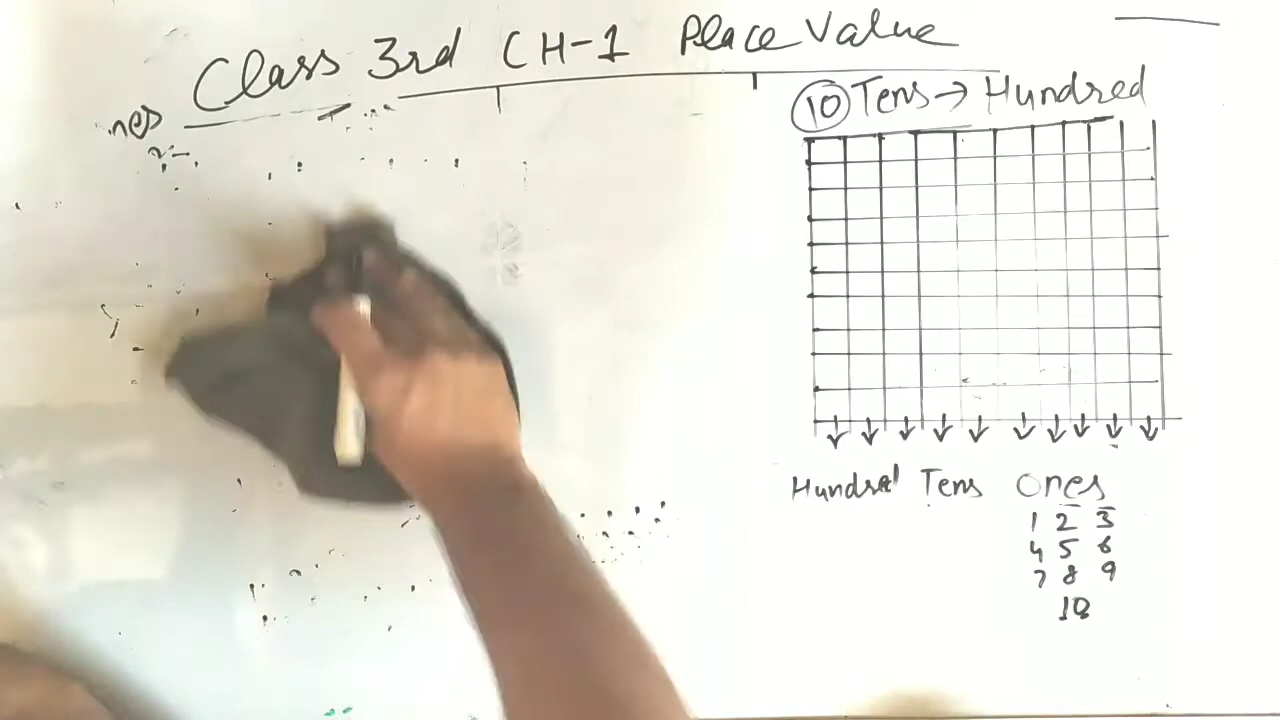 Class 3rd CH-1 Place Value
nes
10 Tens → Hundred
Hundred Tens Ones
1 2 3
4 5 6
7 8 9
10